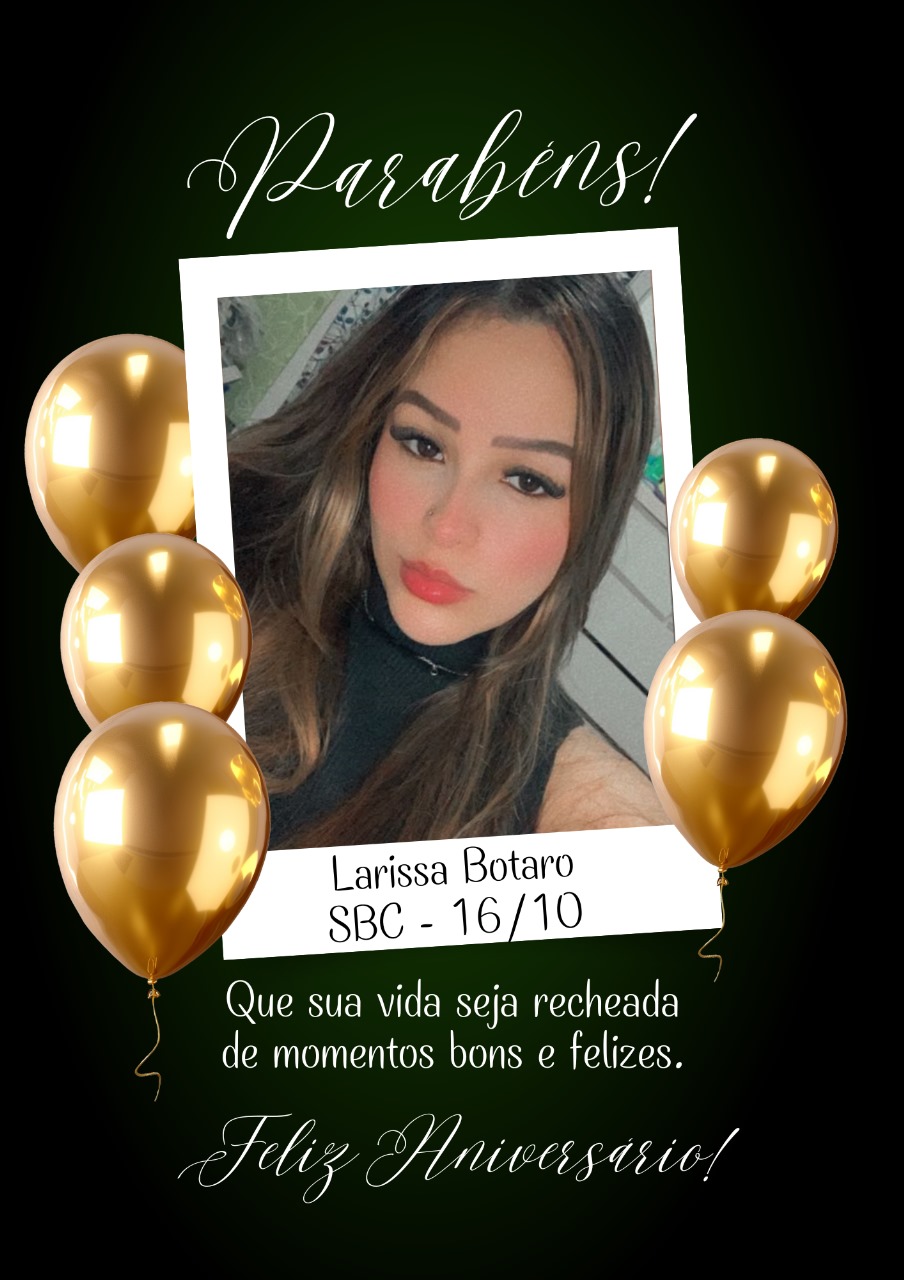 Parabéns!
Larissa Botaro
SBC - 16/10
Que sua vida seja recheada
de momentos bons e felizes.
Feliz Aniversário!